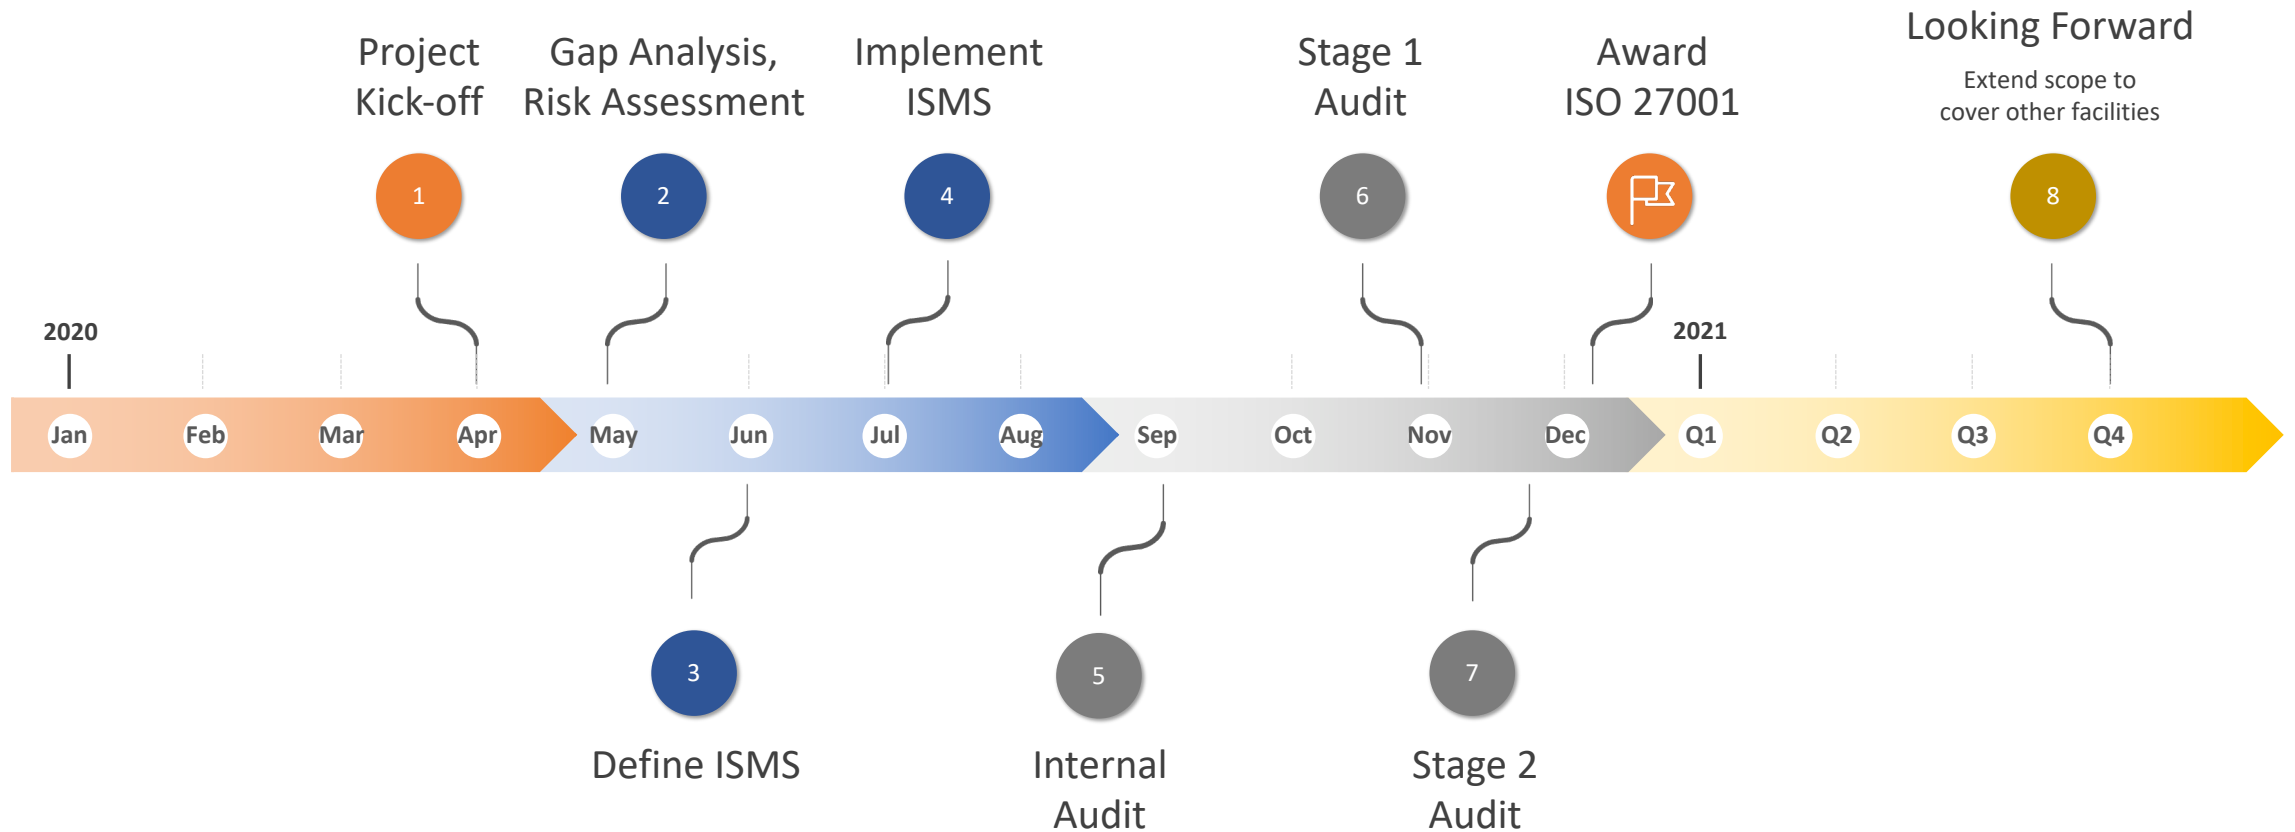 Project
Kick-off
Gap Analysis,
Risk Assessment
Implement
ISMS
Stage 1
Audit
Award
ISO 27001
Looking Forward
Extend scope to
cover other facilities
1
2
4
6
8
2020
2021
Jan
Feb
Mar
Apr
May
Jun
Jul
Aug
Sep
Oct
Nov
Dec
Q1
Q2
Q3
Q4
3
5
7
Define ISMS
Internal
Audit
Stage 2
Audit